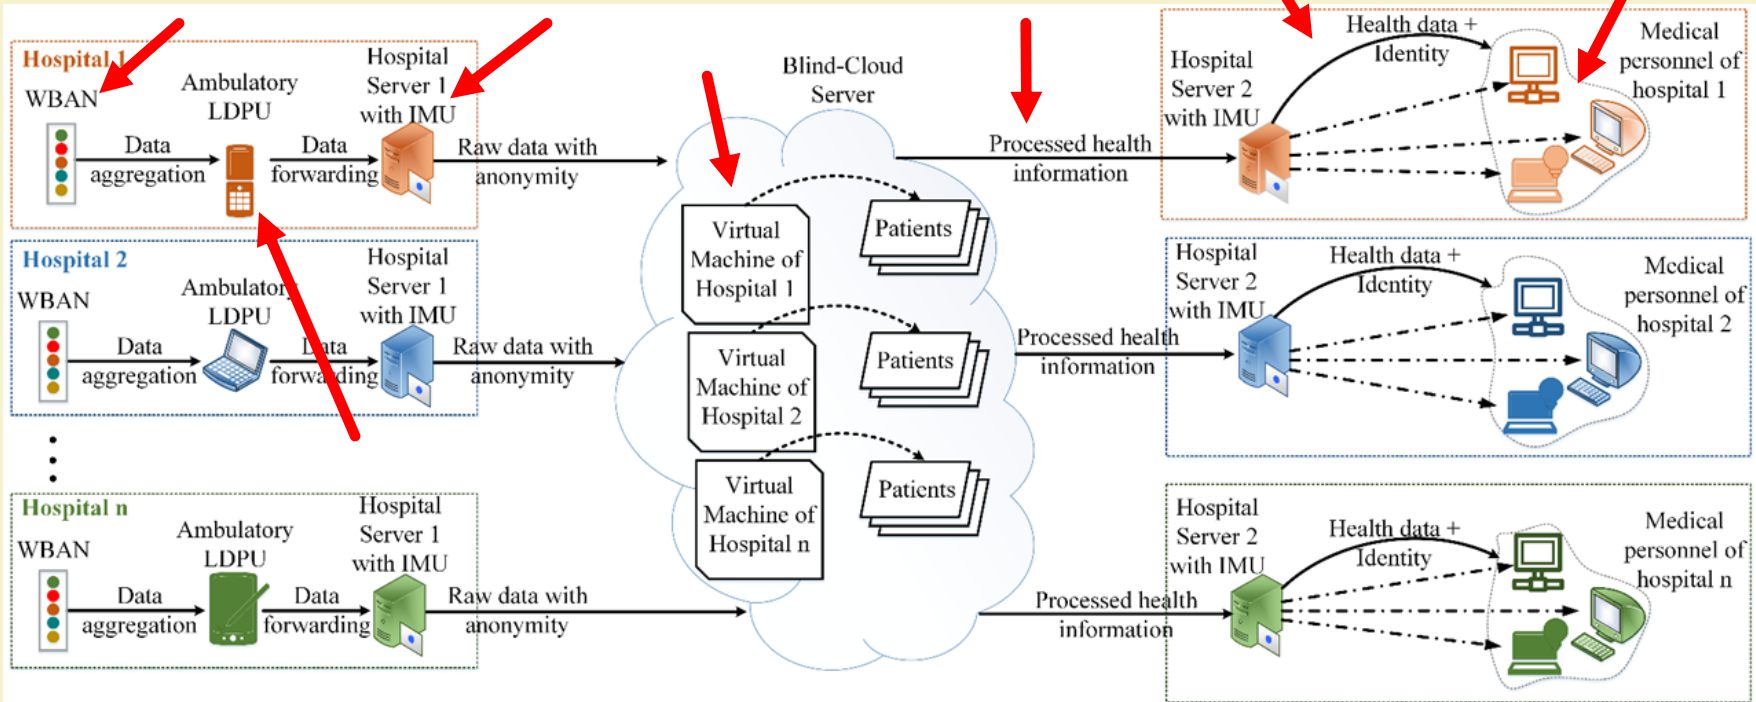 Hospital 1
WBAN
Ambulatory
LDPU
Hospital
Server 1
with IMU
Data
aggregation
Data
forwarding
Raw data with
anonymity
Hospital 2
WBAN
Ambulatory
LDPU
Hospital
Server 1
with IMU
Data
aggregation
Data
forwarding
Raw data with
anonymity
Hospital n
WBAN
Ambulatory
LDPU
Hospital
Server 1
with IMU
Data
aggregation
Data
forwarding
Raw data with
anonymity
Blind-Cloud
Server
Virtual
Machine of
Hospital 1
Patients
Virtual
Machine of
Hospital 2
Patients
Virtual
Machine of
Hospital n
Patients
Processed health
information
Hospital
Server 2
with IMU
Health data +
Identity
Medical
personnel of
hospital 1
Processed health
information
Hospital
Server 2
with IMU
Health data +
Identity
Medical
personnel of
hospital 2
Processed health
information
Hospital
Server 2
with IMU
Health data +
Identity
Medical
personnel of
hospital n